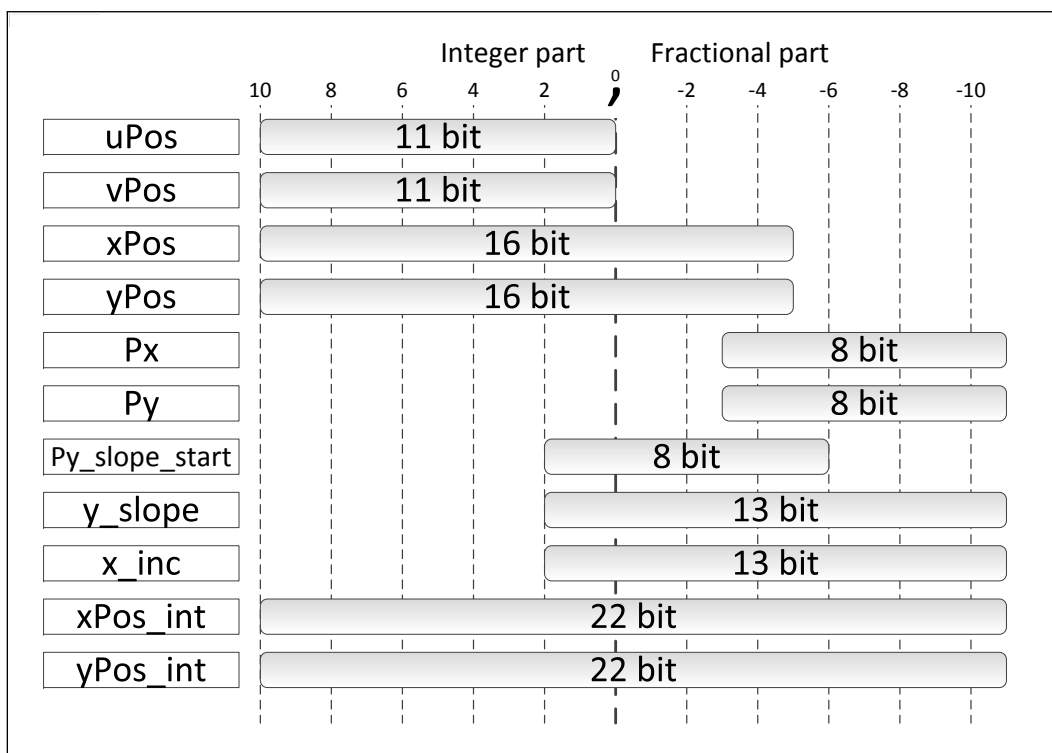 Integer part Fractional part
10 8 6 4 2 0 , -2 -4 -6 -8 -10
uPos 11 bit
vPos 11 bit
xPos 16 bit
yPos 16 bit
Px 8 bit
Py 8 bit
Py_slope_start 8 bit
y_slope 13 bit
x_inc 13 bit
xPos_int 22 bit
yPos_int 22 bit